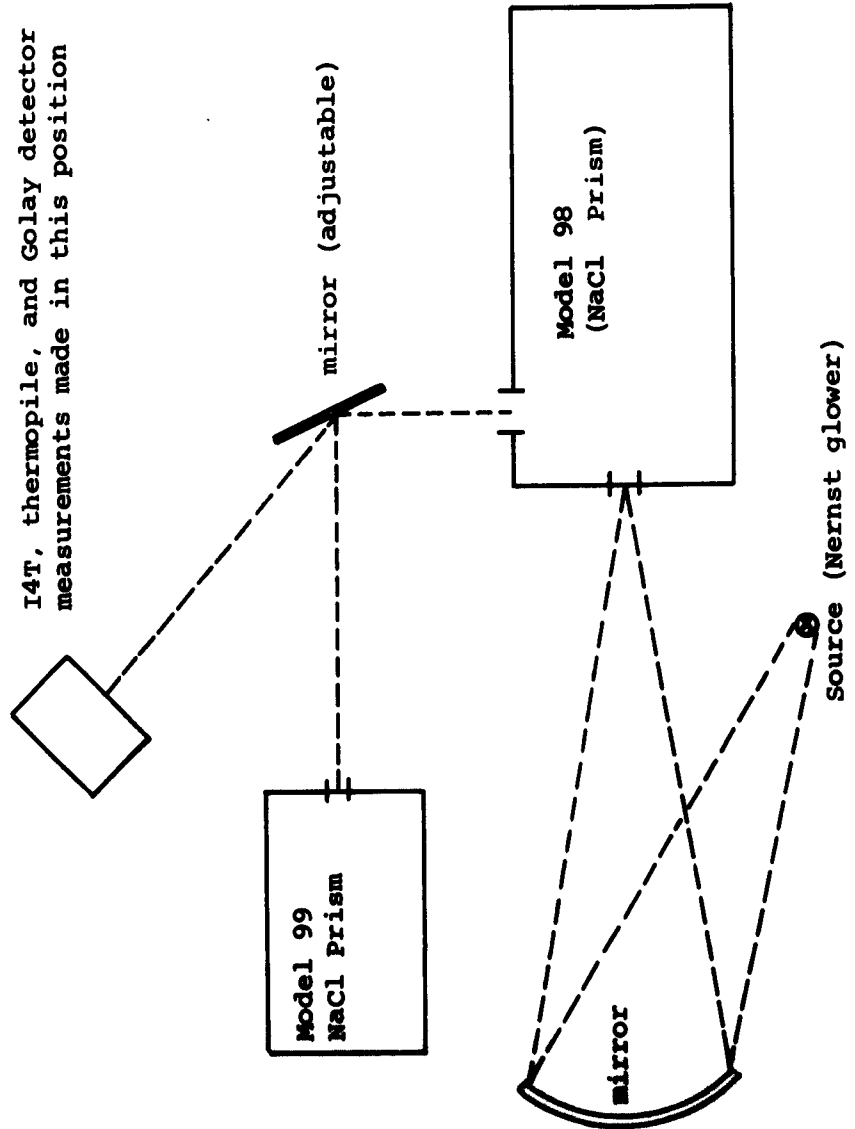 I4T, thermopile, and Golay detector
measurements made in this position
mirror (adjustable)
Model 99
NaCl Prism
Model 98
(NaCl Prism)
mirror
Source (Nernst glower)